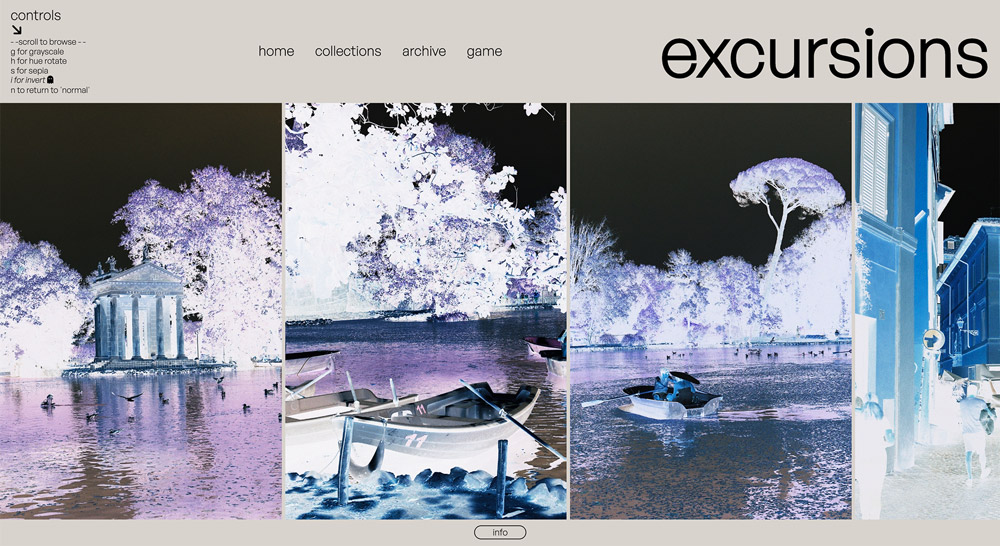 controls
--scroll to browse--
g for grayscale
h for hue rotate
s for sepia
i for invert
n to return to 'normal'
home collections archive game
excursions
11
11
info